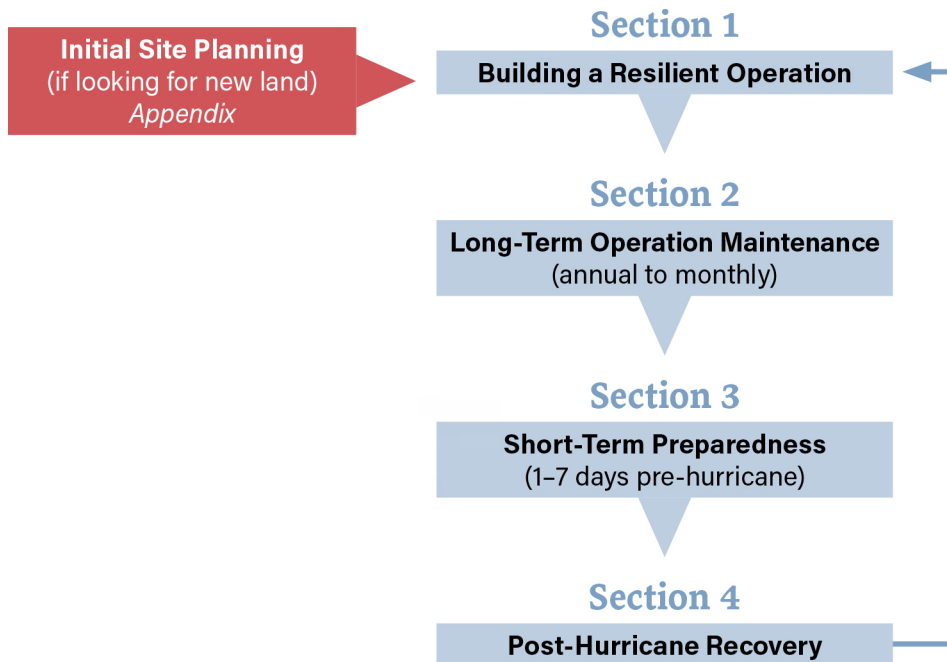 Initial Site Planning
(if looking for new land)
Appendix
Section 1
Building a Resilient Operation
Section 2
Long-Term Operation Maintenance
(annual to monthly)
Section 3
Short-Term Preparedness
(1–7 days pre-hurricane)
Section 4
Post-Hurricane Recovery